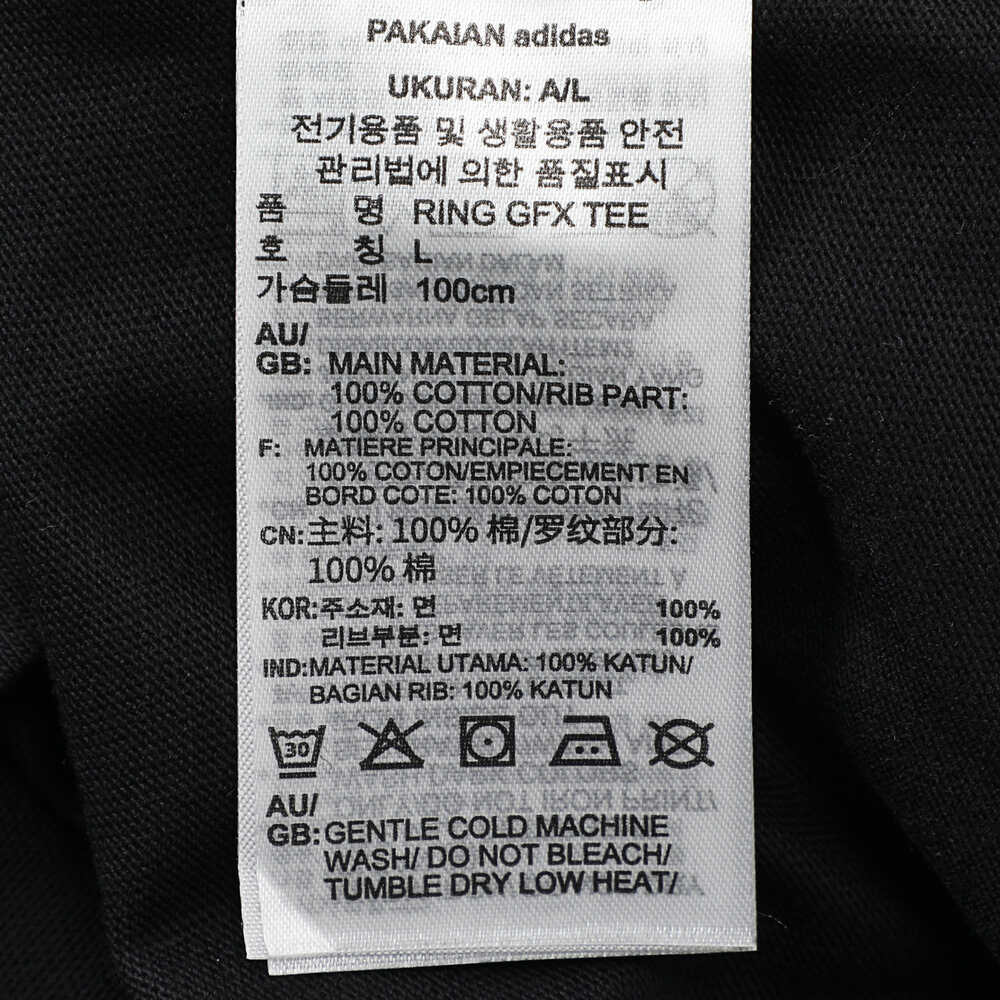 PAKAIAN adidas
UKURAN: A/L
전기용품 및 생활용품 안전
관리법에 의한 품질표시
품 명 RING GFX TEE
호 칭 L
가슴둘레 100cm
AU/
GB: MAIN MATERIAL:
100% COTTON/RIB PART:
100% COTTON
F: MATIERE PRINCIPALE:
100% COTON/EMPIECEMENT EN
BORD COTE: 100% COTON
CN:主料: 100% 棉/罗纹部分:
100% 棉
KOR:주소재: 면 100%
리브부분: 면 100%
IND:MATERIAL UTAMA: 100% KATUN/
BAGIAN RIB: 100% KATUN
30
AU/
GB:GENTLE COLD MACHINE
WASH/ DO NOT BLEACH/
TUMBLE DRY LOW HEAT/